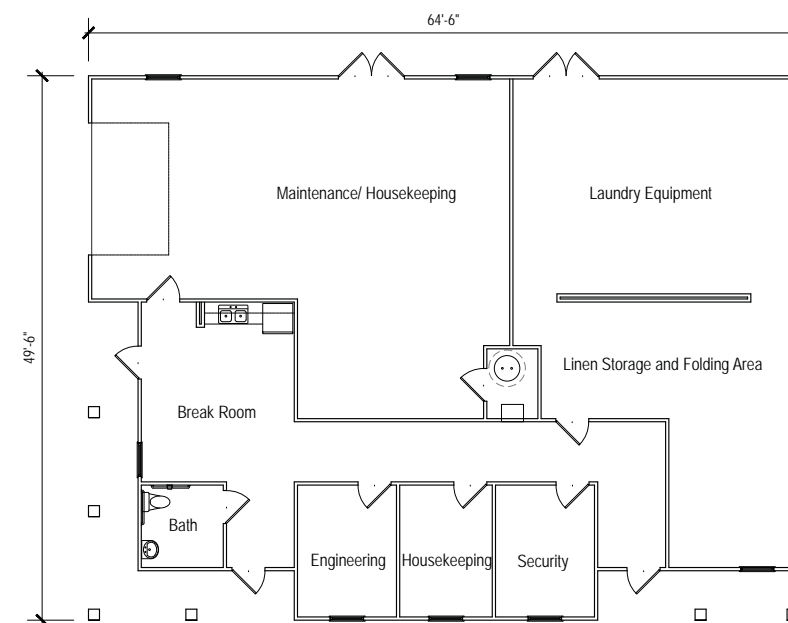 64'-6"
Maintenance/ Housekeeping
Laundry Equipment
49'-6"
Linen Storage and Folding Area
Break Room
Bath
Engineering
Housekeeping
Security